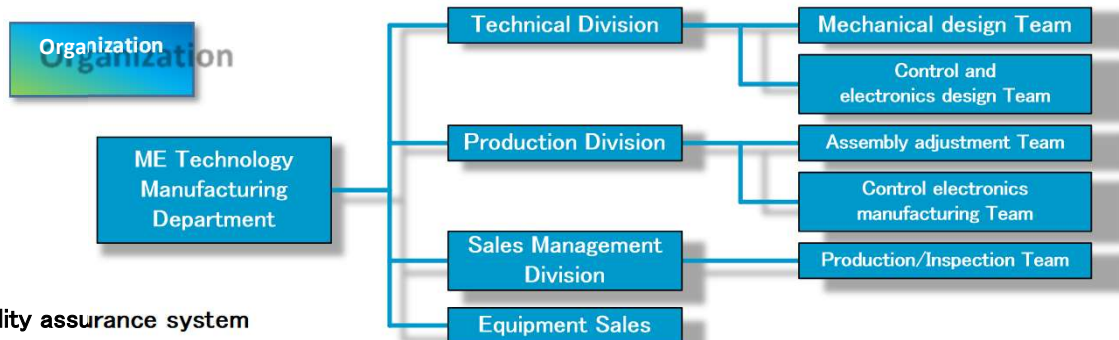 Organization
ME Technology
Manufacturing
Department
Technical Division
Mechanical design Team
Control and
electronics design Team
Production Division
Assembly adjustment Team
Control electronics
manufacturing Team
Sales Management
Division
Production/Inspection Team
Equipment Sales
lity assurance system